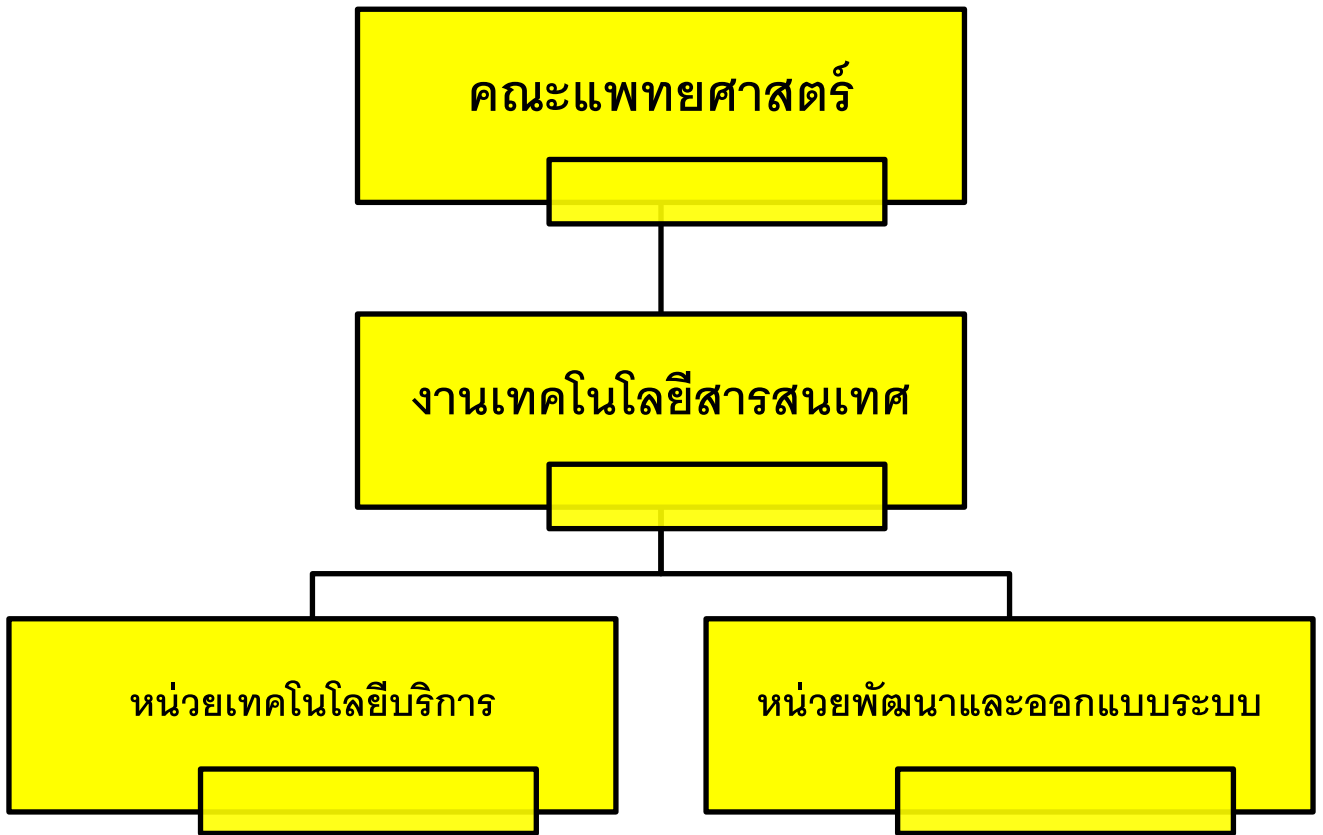 คณะแพทยศาสตร์
งานเทคโนโลยีสารสนเทศ
หน่วยเทคโนโลยีบริการ
หน่วยพัฒนาและออกแบบระบบ